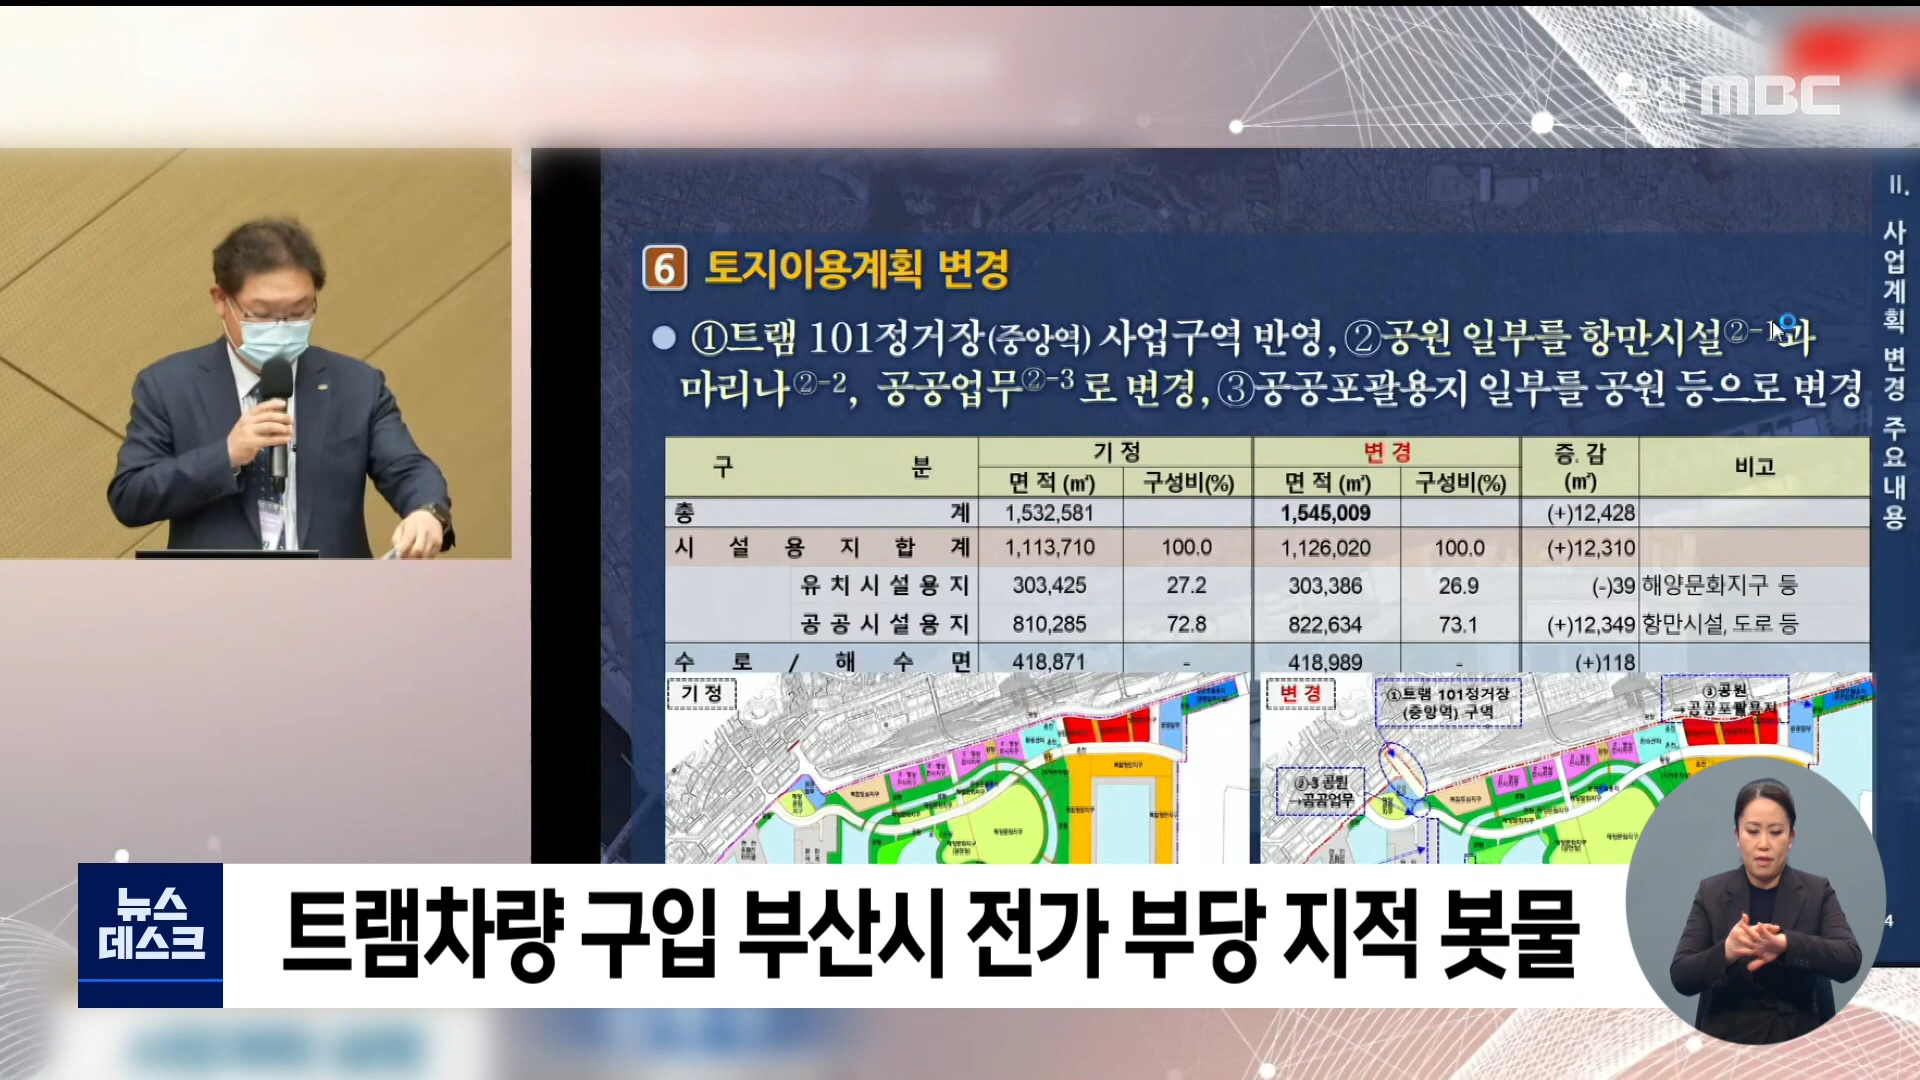 부산 MBC
II. 사업계획 변경 주요내용
6 토지이용계획 변경
● ①트램 101정거장(중앙역) 사업구역 반영, ②공원 일부를 항만시설②-1과
마리나②-2, 공공업무②-3로 변경, ③공공포괄용지 일부를 공원 등으로 변경
구 분 기 정 변 경 증. 감 (㎡) 비고
면 적 (㎡) 구성비(%) 면 적 (㎡) 구성비(%)
총 계 1,532,581 1,545,009 (+)12,428
시 설 용 지 합 계 1,113,710 100.0 1,126,020 100.0 (+)12,310
유 치 시 설 용 지 303,425 27.2 303,386 26.9 (-)39 해양문화지구 등
공 공 시 설 용 지 810,285 72.8 822,634 73.1 (+)12,349 항만시설, 도로 등
수 로 / 해 수 면 418,871 - 418,989 - (+)118
기 정
변 경
①트램 101정거장
(중앙역) 구역
③공원
→공공포괄용지
②-3 공원
→공공업무
뉴스
데스크
트램차량 구입 부산시 전가 부당 지적 봇물
4